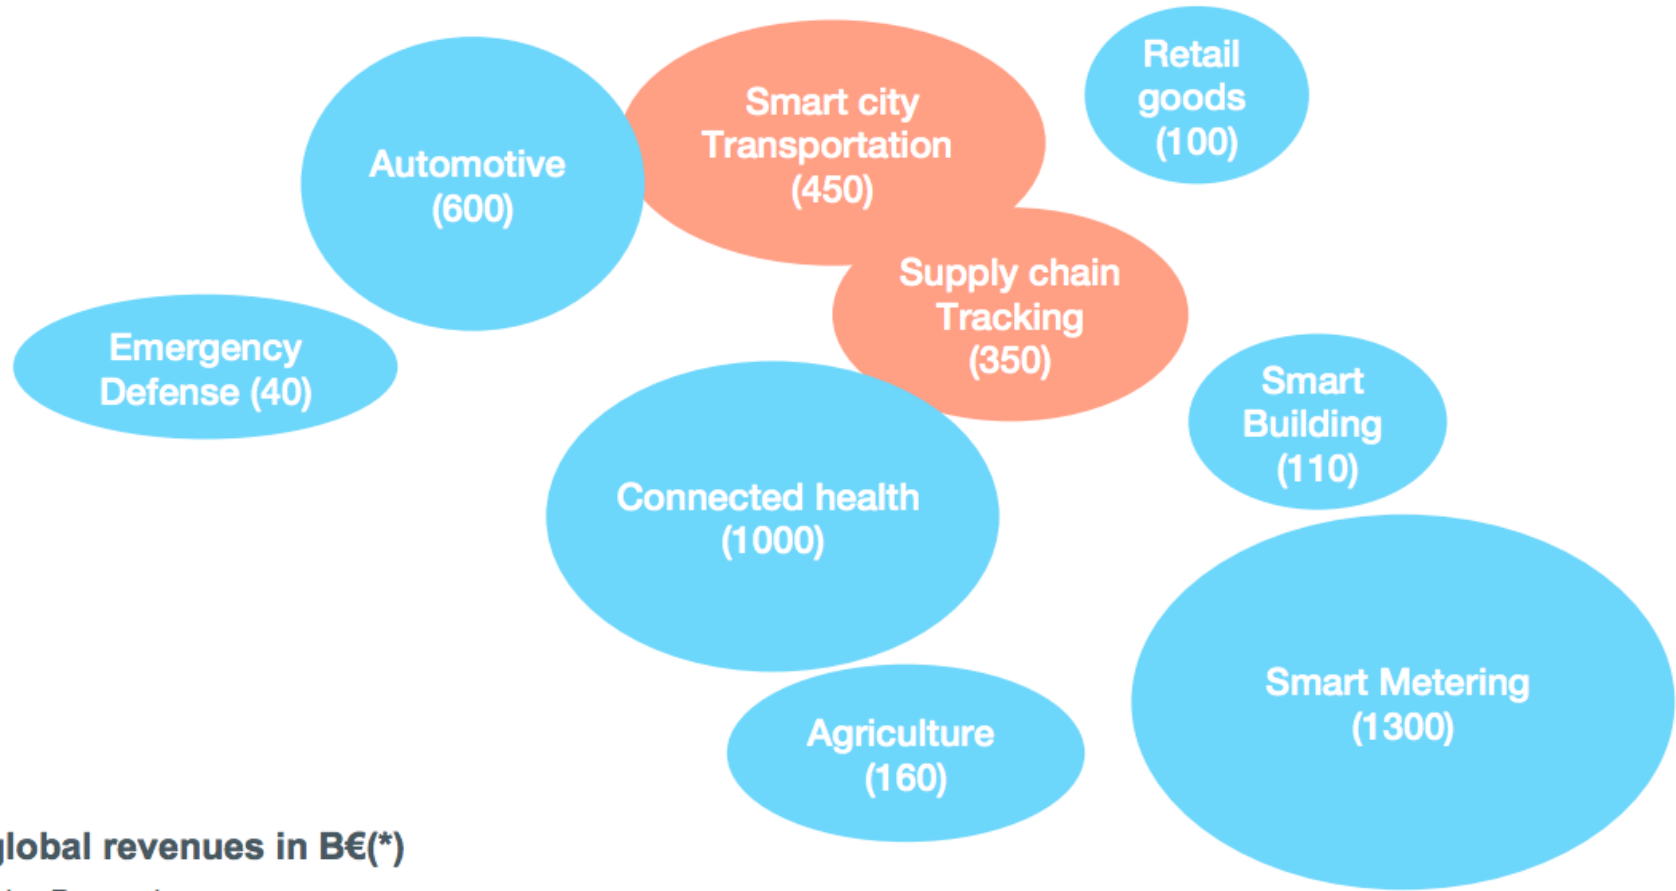 Retail
goods
(100)
Smart city
Transportation
(450)
Automotive
(600)
Supply chain
Tracking
(350)
Emergency
Defense (40)
Smart
Building
(110)
Connected health
(1000)
Smart Metering
(1300)
Agriculture
(160)
global revenues in B€(*)